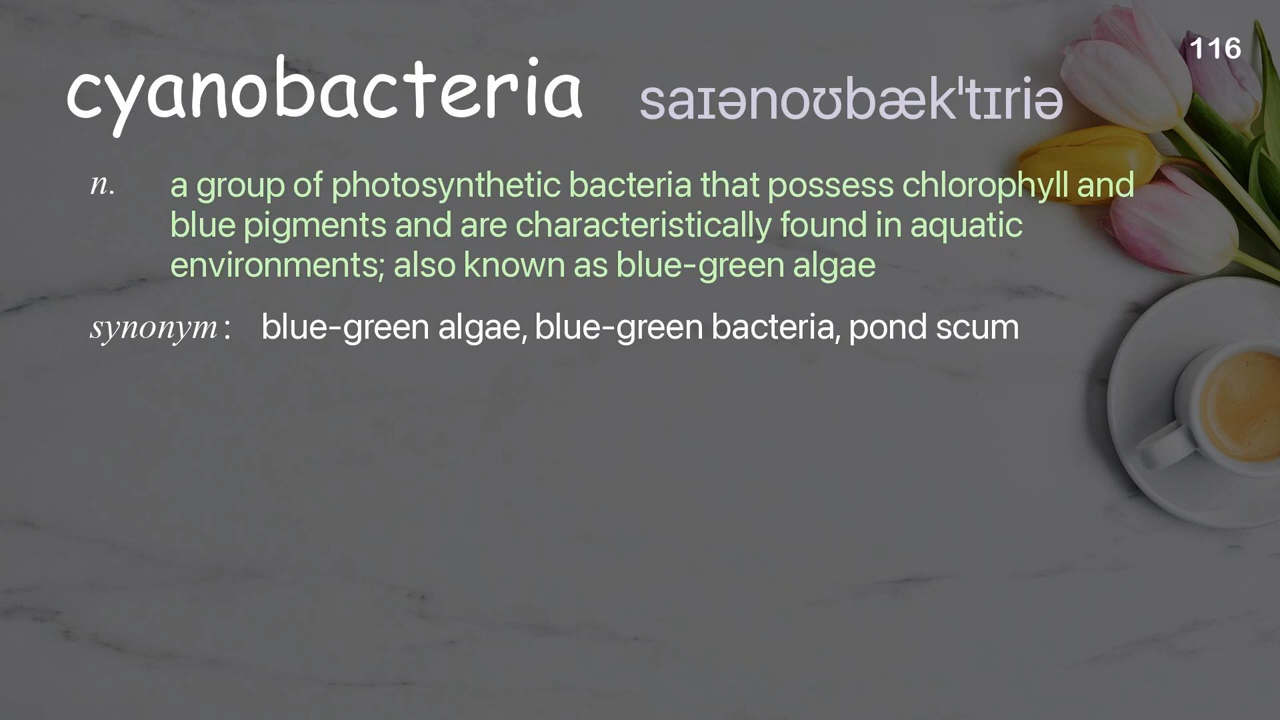 116
cyanobacteria saɪənoʊbækˈtɪriə
n. a group of photosynthetic bacteria that possess chlorophyll and
blue pigments and are characteristically found in aquatic
environments; also known as blue-green algae
synonym: blue-green algae, blue-green bacteria, pond scum